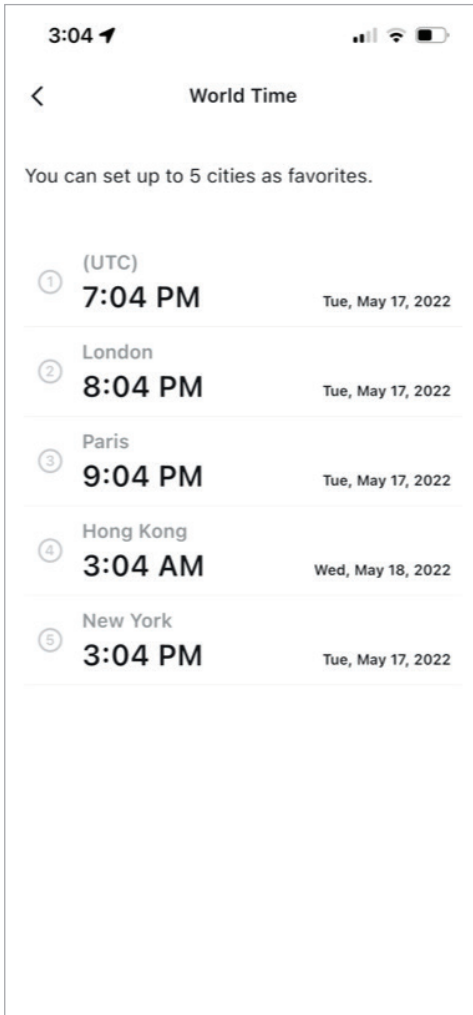 3:04
World Time
You can set up to 5 cities as favorites.
(UTC)
1
7:04 PM
Tue, May 17, 2022
London
2
8:04 PM
Tue, May 17, 2022
Paris
3
9:04 PM
Tue, May 17, 2022
Hong Kong
4
3:04 AM
Wed, May 18, 2022
New York
5
3:04 PM
Tue, May 17, 2022